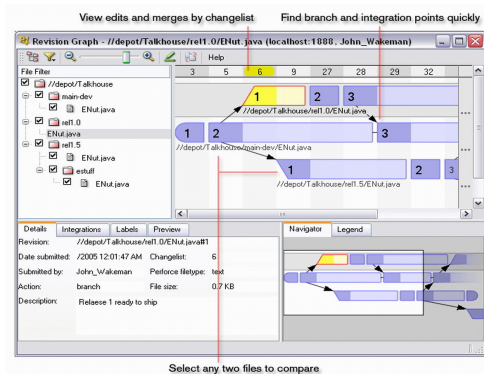 View edits and merges by changelist
Find branch and integration points quickly
Revision Graph - //depot/Talkhouse/rel1.0/ENut.java (localhost:1888, John_Wakeman)
Help
File Filter
3 5 6 9 27 28 29 32
//depot/Talkhouse
main-dev
ENut.java
rel1.0
ENut.java
rel1.5
ENut.java
estuff
ENut.java
1 2 3
//depot/Talkhouse/rel1.0/ENut.java
1 2 3
//depot/Talkhouse/main-dev/ENut.java
1 2 3
//depot/Talkhouse/rel1.5/ENut.java
Details Integrations Labels Preview
Navigator Legend
Revision: //depot/Talkhouse/rel1.0/ENut.java#1
Date submitted: /2005 12:01:47 AM Changelist: 6
Submitted by: John_Wakeman Perforce filetype: text
Action: branch File size: 0.7 KB
Description: Relaese 1 ready to ship
Select any two files to compare